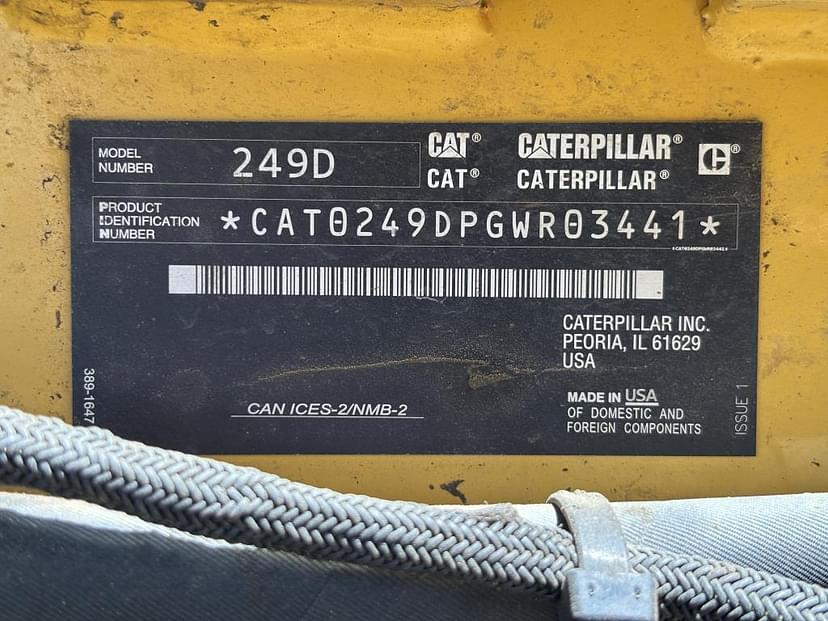 MODEL
NUMBER
249D
CAT® CATERPILLAR® ®
CAT® CATERPILLAR®
PRODUCT
IDENTIFICATION
NUMBER
*CAT0249DPGWR03441*
*CAT0249DPGWR03441*
CATERPILLAR INC.
PEORIA, IL 61629
USA
389-1647
CAN ICES-2/NMB-2
MADE IN USA
OF DOMESTIC AND
FOREIGN COMPONENTS
ISSUE 1